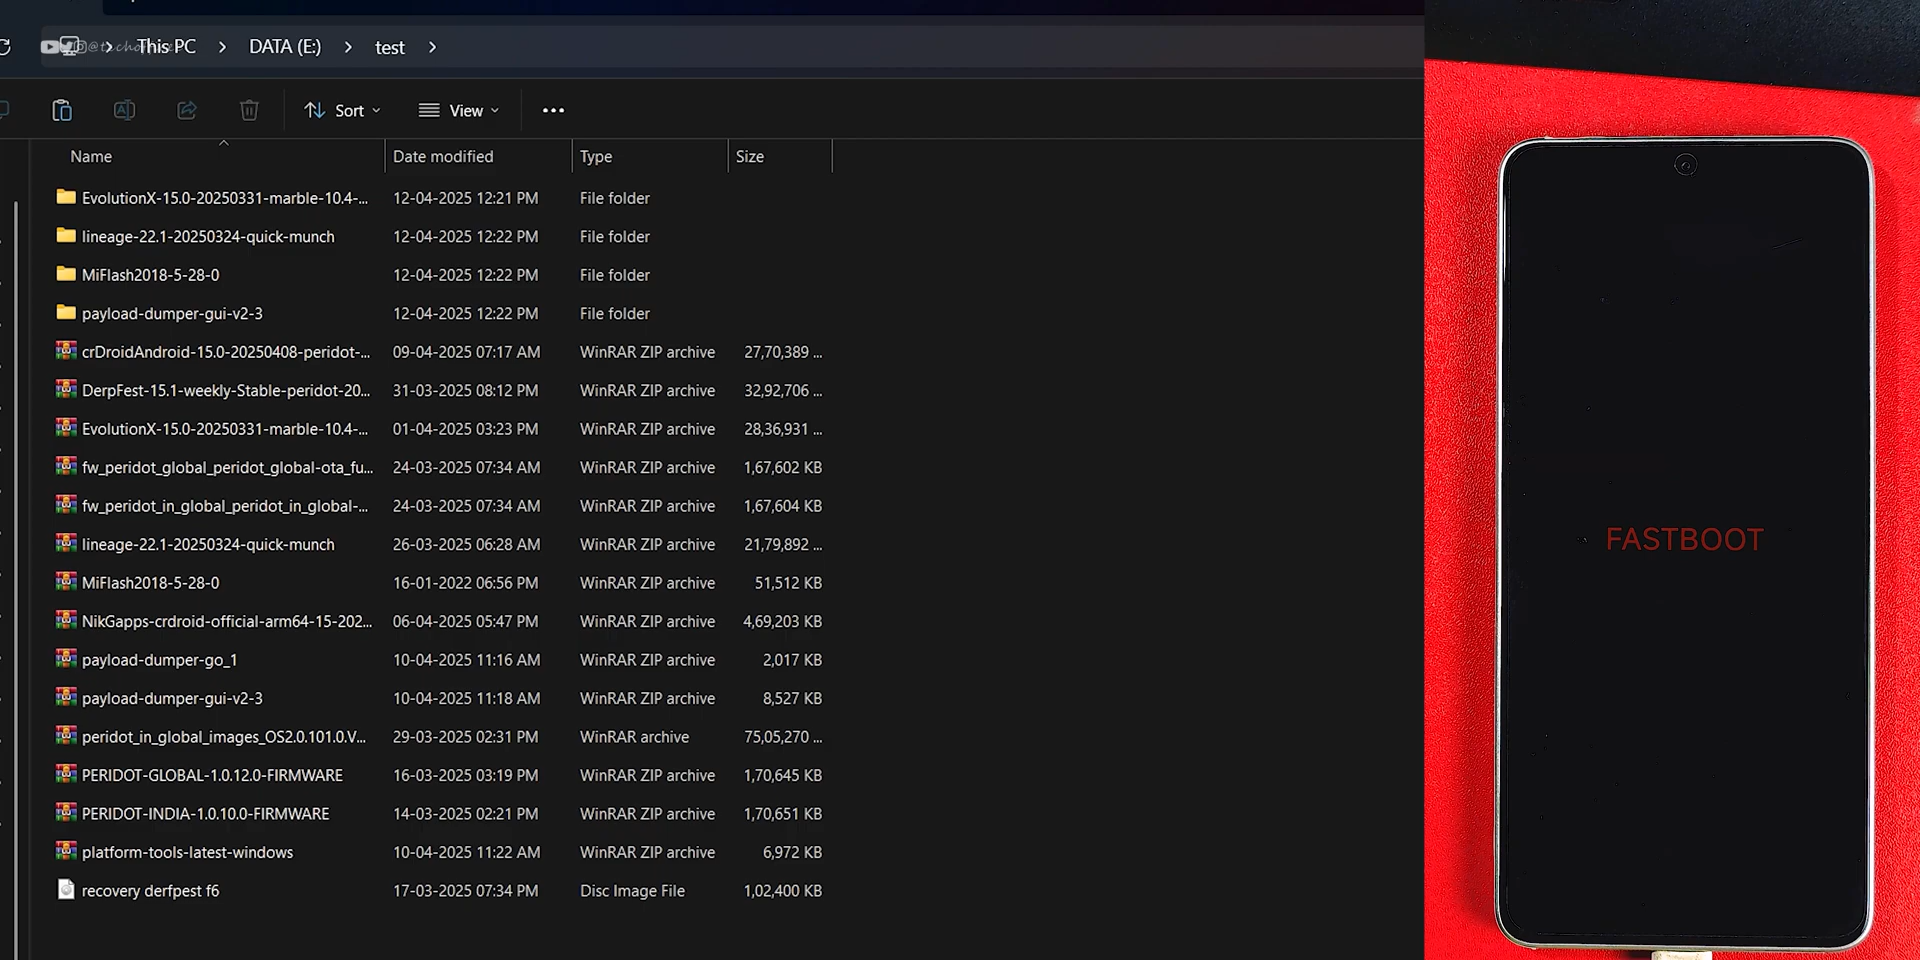 This PC > DATA (E:) > test >
Sort View
Name Date modified Type Size
EvolutionX-15.0-20250331-marble-10.4-... 12-04-2025 12:21 PM File folder
lineage-22.1-20250324-quick-munch 12-04-2025 12:22 PM File folder
MiFlash2018-5-28-0 12-04-2025 12:22 PM File folder
payload-dumper-gui-v2-3 12-04-2025 12:22 PM File folder
crDroidAndroid-15.0-20250408-peridot-... 09-04-2025 07:17 AM WinRAR ZIP archive 27,70,389 ...
DerpFest-15.1-weekly-Stable-peridot-20... 31-03-2025 08:12 PM WinRAR ZIP archive 32,92,706 ...
EvolutionX-15.0-20250331-marble-10.4-... 01-04-2025 03:23 PM WinRAR ZIP archive 28,36,931 ...
fw_peridot_global_peridot_global-ota_fu... 24-03-2025 07:34 AM WinRAR ZIP archive 1,67,602 KB
fw_peridot_in_global_peridot_in_global-... 24-03-2025 07:34 AM WinRAR ZIP archive 1,67,604 KB
lineage-22.1-20250324-quick-munch 26-03-2025 06:28 AM WinRAR ZIP archive 21,79,892 ...
MiFlash2018-5-28-0 16-01-2022 06:56 PM WinRAR ZIP archive 51,512 KB
NikGapps-crdroid-official-arm64-15-202... 06-04-2025 05:47 PM WinRAR ZIP archive 4,69,203 KB
payload-dumper-go_1 10-04-2025 11:16 AM WinRAR ZIP archive 2,017 KB
payload-dumper-gui-v2-3 10-04-2025 11:18 AM WinRAR ZIP archive 8,527 KB
peridot_in_global_images_OS2.0.101.0.V... 29-03-2025 02:31 PM WinRAR archive 75,05,270 ...
PERIDOT-GLOBAL-1.0.12.0-FIRMWARE 16-03-2025 03:19 PM WinRAR ZIP archive 1,70,645 KB
PERIDOT-INDIA-1.0.10.0-FIRMWARE 14-03-2025 02:21 PM WinRAR ZIP archive 1,70,651 KB
platform-tools-latest-windows 10-04-2025 11:22 AM WinRAR ZIP archive 6,972 KB
recovery derfpest f6 17-03-2025 07:34 PM Disc Image File 1,02,400 KB
FASTBOOT